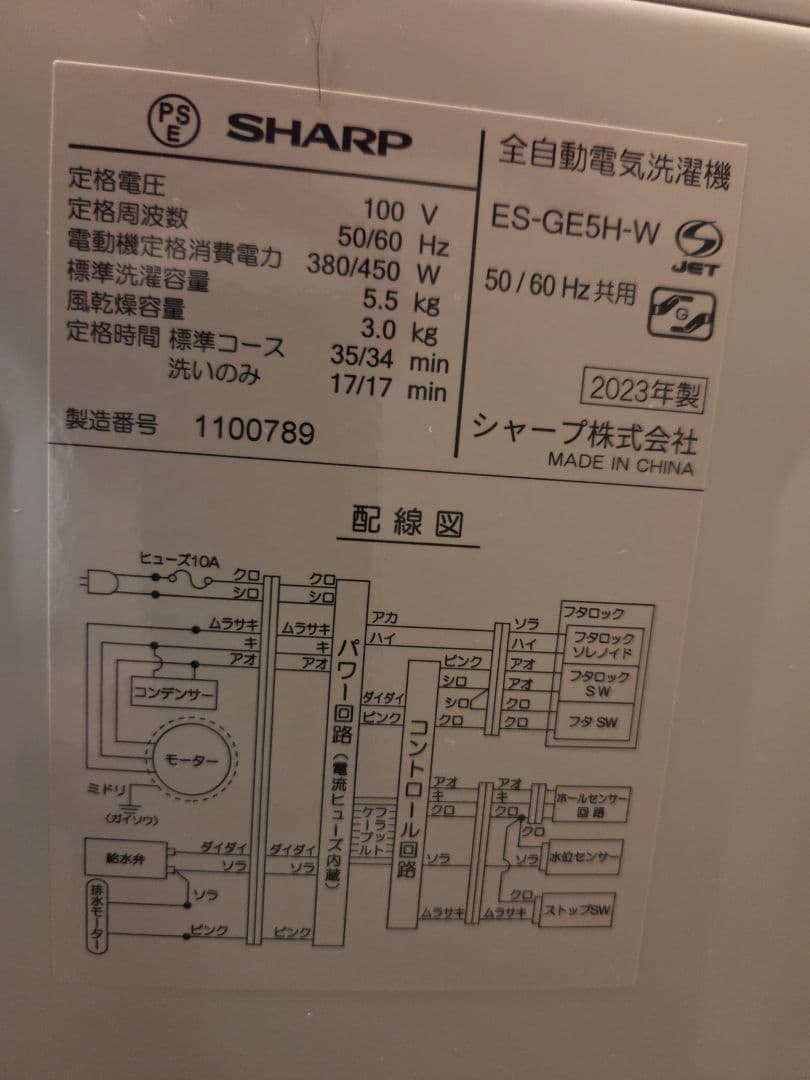 PS
E
SHARP
定格電圧 100 V
定格周波数 50/60 Hz
電動機定格消費電力 380/450 W
標準洗濯容量 5.5 kg
風乾燥容量 3.0 kg
定格時間 標準コース 35/34 min
洗いのみ 17/17 min
製造番号 1100789
全自動電気洗濯機
ES-GE5H-W
JET
50/60 Hz共用
G
2023年製
シャープ株式会社
MADE IN CHINA
配線図
ヒューズ10A
クロ クロ
シロ シロ
ムラサキ ムラサキ
キ キ
アオ アオ
コンデンサー
モーター
ミドリ
(ガイソウ)
給水弁
ダイダイ ダイダイ
ソラ ソラ
ソラ
排水モーター
ピンク ピンク
パワー回路(電流ヒューズ内蔵)
アカ
ハイ
ダイダイ
ピンク
フラット
ケーブル
コントロール回路
ピンク
シロ
シロ
クロ
ソラ
ハイ
アオ
アオ
クロ
クロ
フタロック
フタロック
ソレノイド
フタロック
SW
フタSW
アオ アオ
キ キ
クロ クロ
クロ
ホールセンサー
回路
ソラ ソラ
水位センサー
クロ
ムラサキ ムラサキ
ストップSW